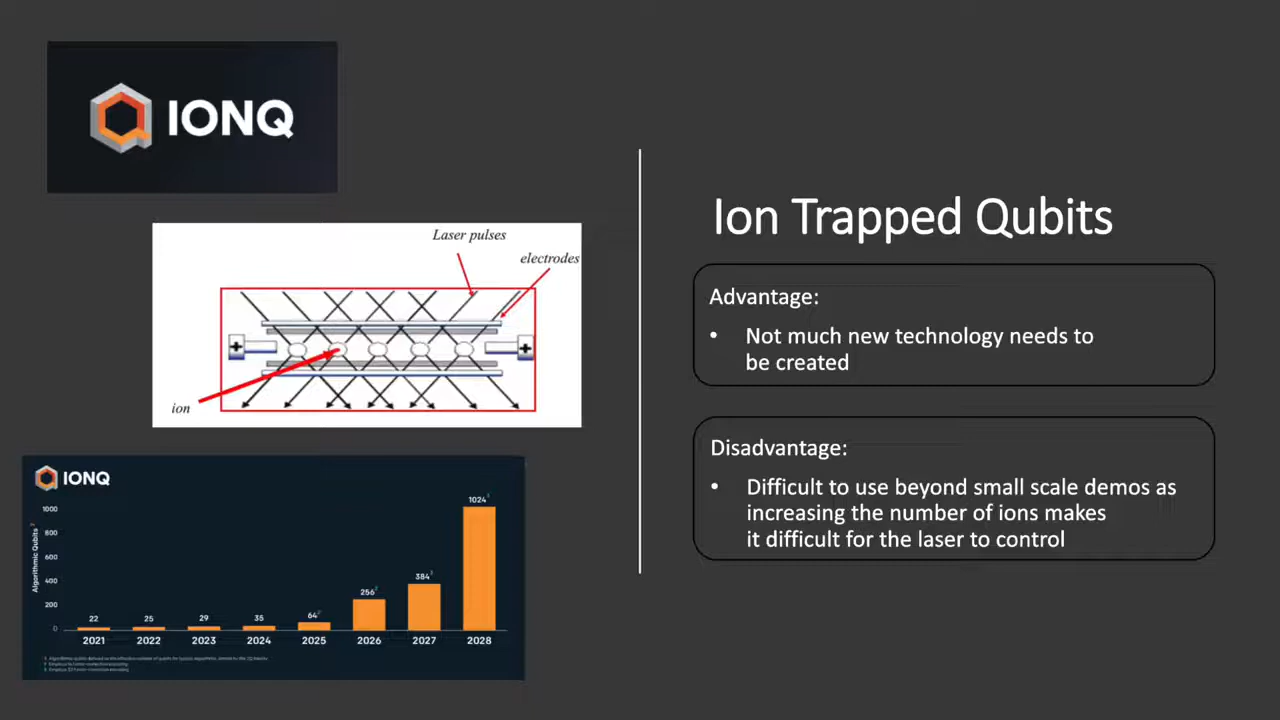 IONQ
Laser pulses
electrodes
+
+
ion
IONQ
Algorithmic Qubits
1000
800
600
400
200
0
22
25
29
35
64
256
384
1024
2021
2022
2023
2024
2025
2026
2027
2028
Ion Trapped Qubits
Advantage:
• Not much new technology needs to
be created
Disadvantage:
• Difficult to use beyond small scale demos as
increasing the number of ions makes
it difficult for the laser to control